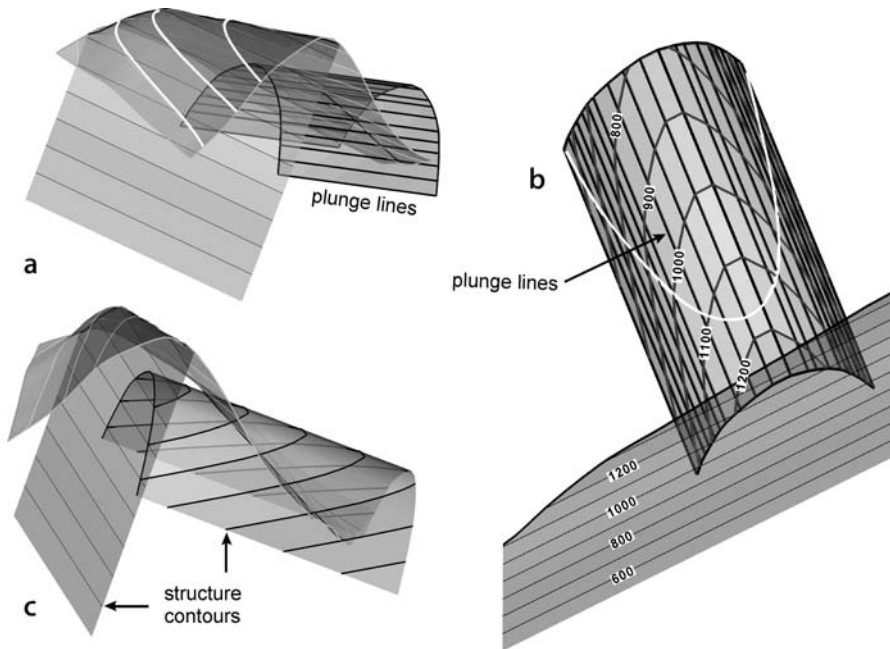 plunge lines
a
b
800
900
plunge lines
1000
1100
1200
1200
1000
800
600
structure
contours
c